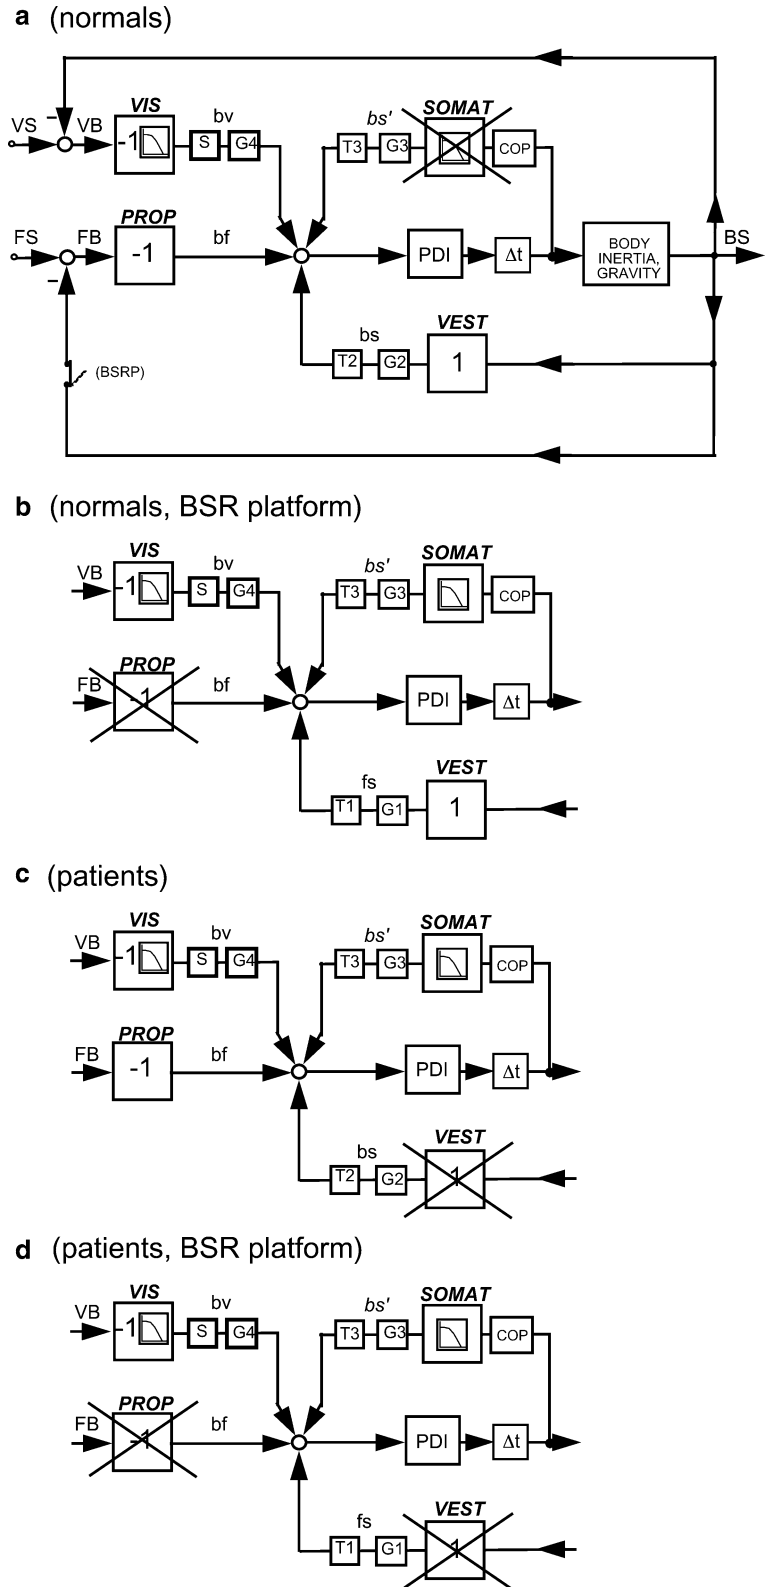 a (normals)
VIS
bv
bs'
SOMAT
VS
VB
−
-1
S
G4
T3
G3
COP
PROP
FS
FB
−
-1
bf
PDI
Δt
BODY
INERTIA,
GRAVITY
BS
VEST
bs
T2
G2
1
(BSRP)
b (normals, BSR platform)
VIS
bv
bs'
SOMAT
VB
-1
S
G4
T3
G3
COP
PROP
FB
-1
bf
PDI
Δt
VEST
fs
T1
G1
1
c (patients)
VIS
bv
bs'
SOMAT
VB
-1
S
G4
T3
G3
COP
PROP
FB
-1
bf
PDI
Δt
VEST
bs
T2
G2
1
d (patients, BSR platform)
VIS
bv
bs'
SOMAT
VB
-1
S
G4
T3
G3
COP
PROP
FB
-1
bf
PDI
Δt
VEST
fs
T1
G1
1